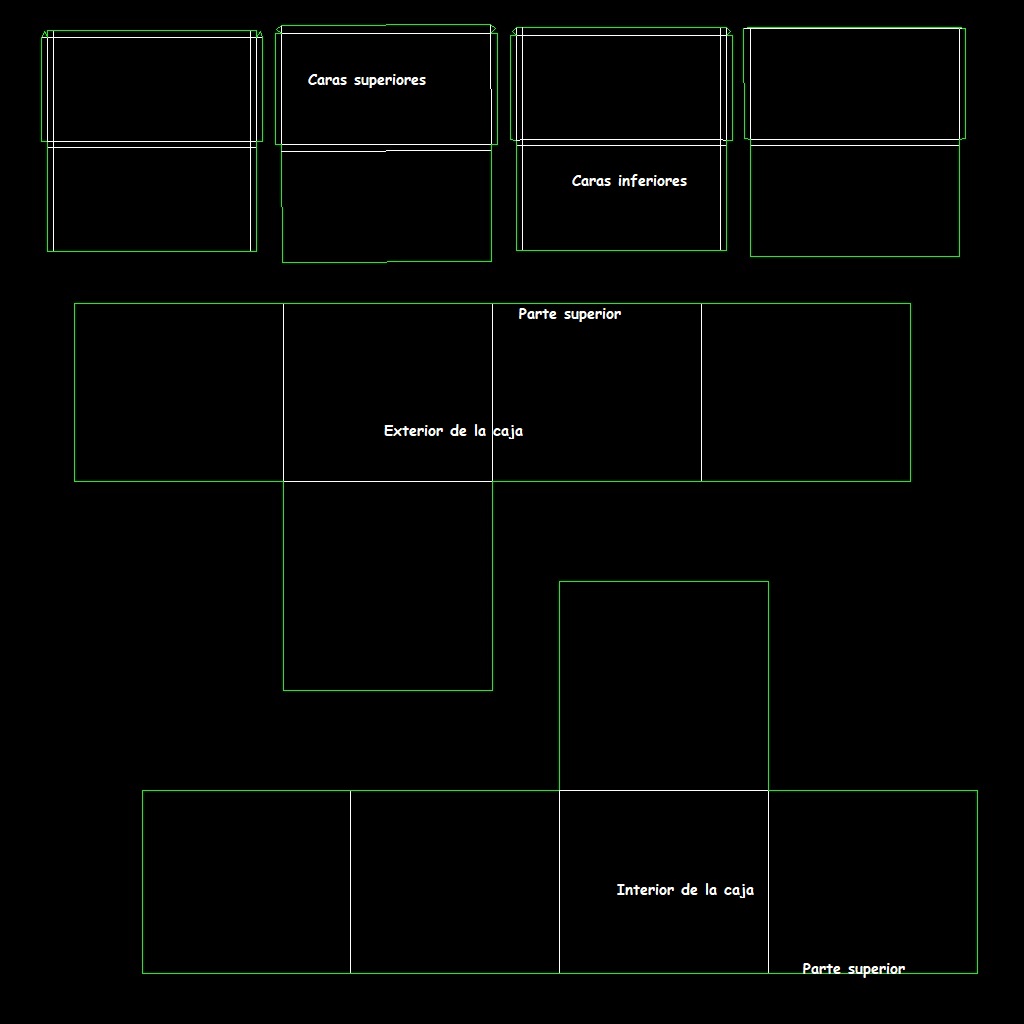 Caras superiores
Caras inferiores
Parte superior
Exterior de la caja
Interior de la caja
Parte superior